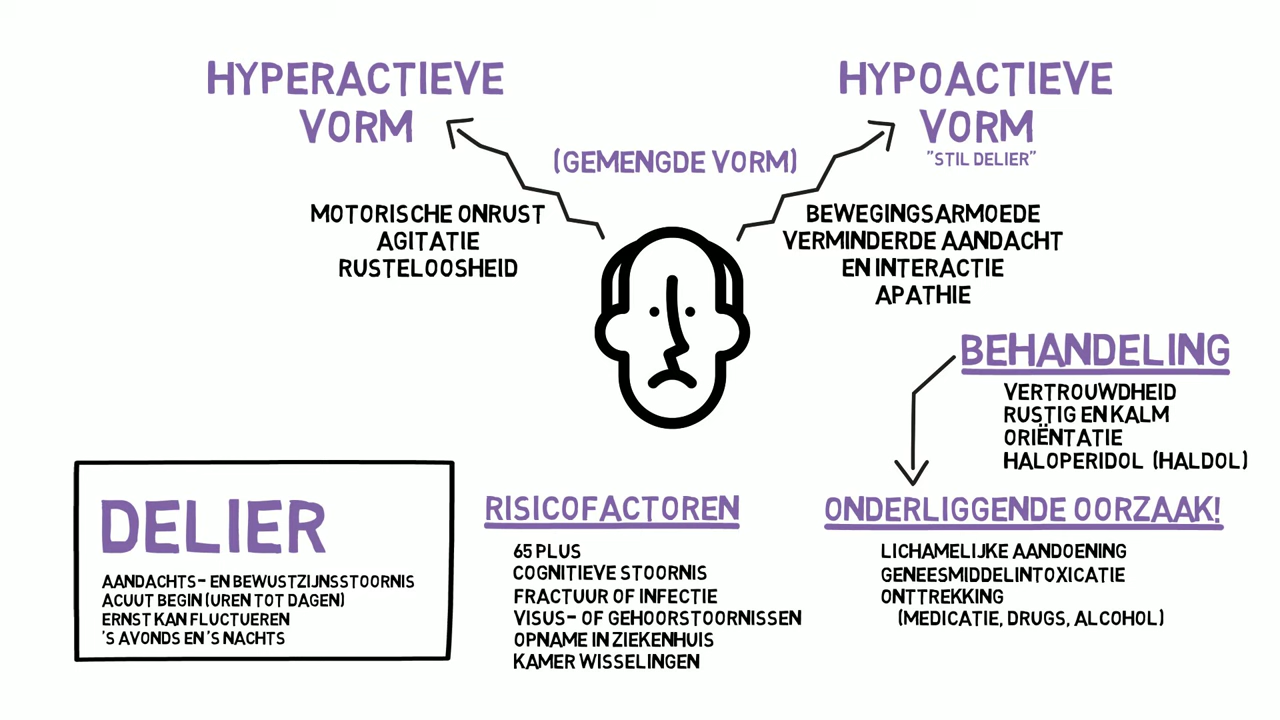 HYPERACTIEVE
VORM
(GEMENGDE VORM)
HYPOACTIEVE
VORM
"STIL DELIER"
MOTORISCHE ONRUST
AGITATIE
RUSTELOOSHEID
BEWEGINGSARMOEDE
VERMINDERDE AANDACHT
EN INTERACTIE
APATHIE
BEHANDELING
VERTROUWDHEID
RUSTIG EN KALM
ORIËNTATIE
HALOPERIDOL (HALDOL)
DELIER
AANDACHTS- EN BEWUSTZIJNSSTOORNIS
ACUUT BEGIN (UREN TOT DAGEN)
ERNST KAN FLUCTUEREN
'S AVONDS EN 'S NACHTS
RISICOFACTOREN
65 PLUS
COGNITIEVE STOORNIS
FRACTUUR OF INFECTIE
VISUS- OF GEHOORSTOORNISSEN
OPNAME IN ZIEKENHUIS
KAMER WISSELINGEN
ONDERLIGGENDE OORZAAK!
LICHAMELIJKE AANDOENING
GENEESMIDDELINTOXICATIE
ONTTREKKING
(MEDICATIE, DRUGS, ALCOHOL)